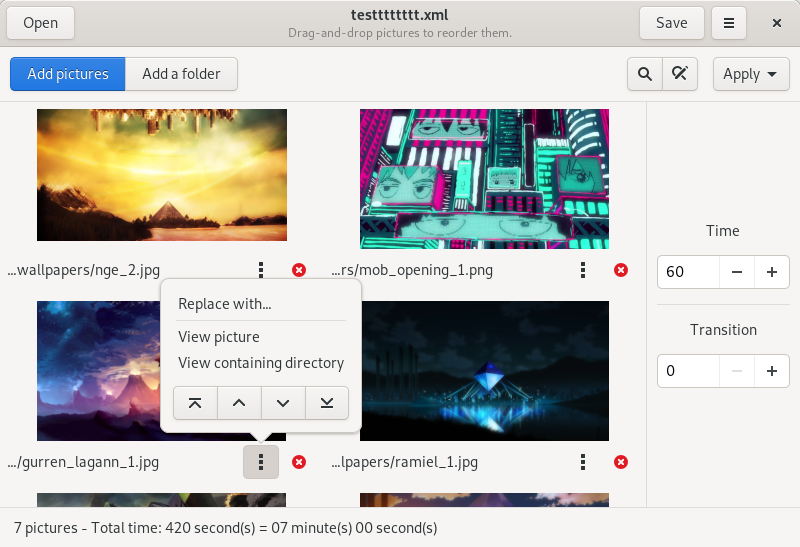 Open
testttttttt.xml
Drag-and-drop pictures to reorder them.
Save
Add pictures
Add a folder
Apply
...wallpapers/nge_2.jpg
...rs/mob_opening_1.png
Time
60
Transition
0
Replace with...
View picture
View containing directory
.../gurren_lagann_1.jpg
...lpapers/ramiel_1.jpg
7 pictures - Total time: 420 second(s) = 07 minute(s) 00 second(s)